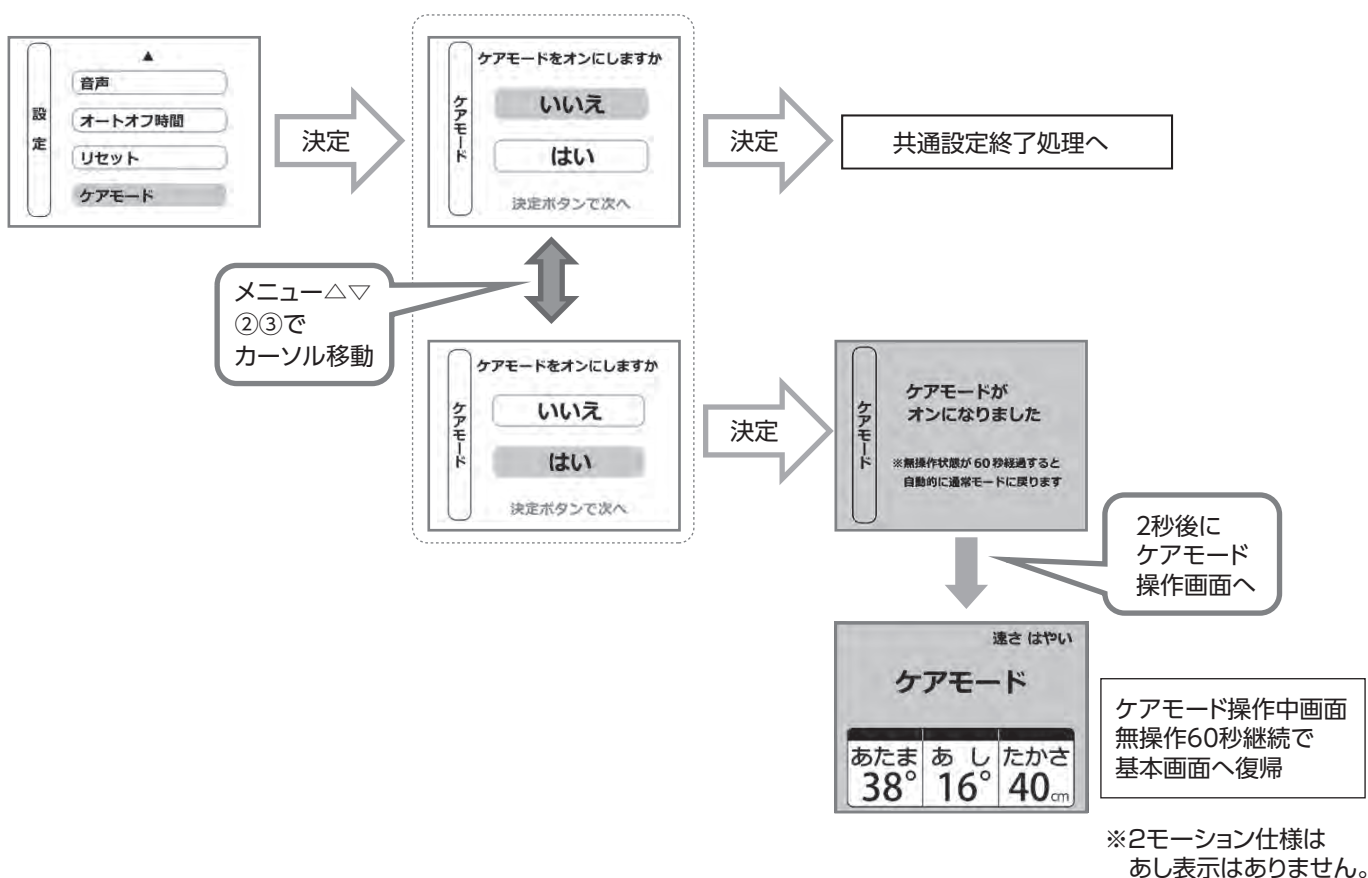 設定
▲
音声
オートオフ時間
リセット
ケアモード
決定
ケアモード
ケアモードをオンにしますか
いいえ
はい
決定ボタンで次へ
決定
共通設定終了処理へ
メニュー△▽
②③で
カーソル移動
ケアモード
ケアモードをオンにしますか
いいえ
はい
決定ボタンで次へ
決定
ケアモード
ケアモードが
オンになりました
※無操作状態が60秒経過すると
自動的に通常モードに戻ります
2秒後に
ケアモード
操作画面へ
速さ はやい
ケアモード
あたま あし たかさ
38° 16° 40cm
ケアモード操作中画面
無操作60秒継続で
基本画面へ復帰
※2モーション仕様は
あし表示はありません。